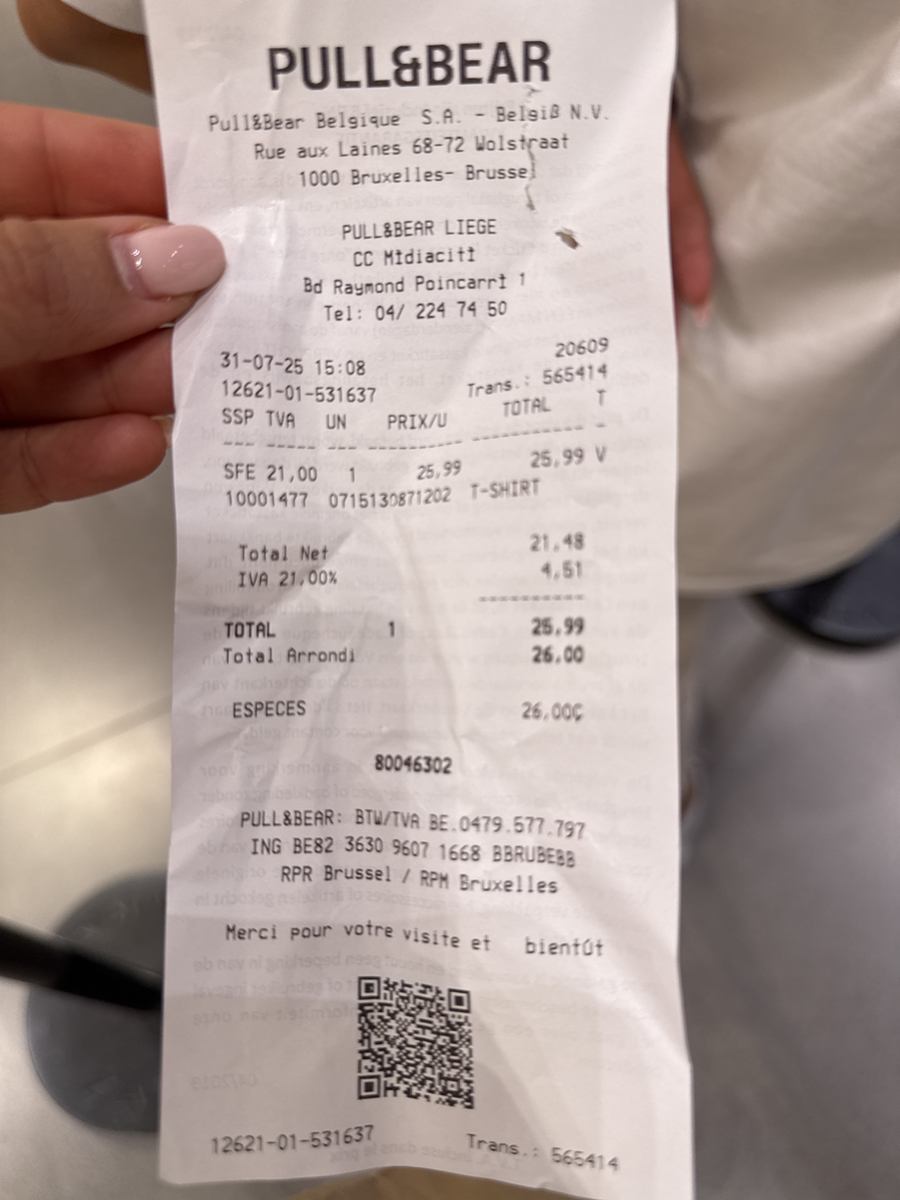 PULL&BEAR
Pull&Bear Belgique S.A. - Belgiß N.V.
Rue aux Laines 68-72 Wolstraat
1000 Bruxelles- Brussel
PULL&BEAR LIEGE
CC Mïdiacitï
Bd Raymond Poincarrï 1
Tel: 04/ 224 74 50
31-07-25 15:08 20609
12621-01-531637 Trans.: 565414
SSP TVA UN PRIX/U TOTAL T
--- ----- --- --------- ---------- -
SFE 21,00 1 25,99 25,99 V
10001477 0715130871202 T-SHIRT
Total Net 21,48
IVA 21,00% 4,51
----------
TOTAL 1 25,99
Total Arrondi 26,00
ESPECES 26,00Ç
80046302
PULL&BEAR: BTW/TVA BE.0479.577.797
ING BE82 3630 9607 1668 BBRUBEBB
RPR Brussel / RPM Bruxelles
Merci pour votre visite et bientÛt
12621-01-531637 Trans.: 565414